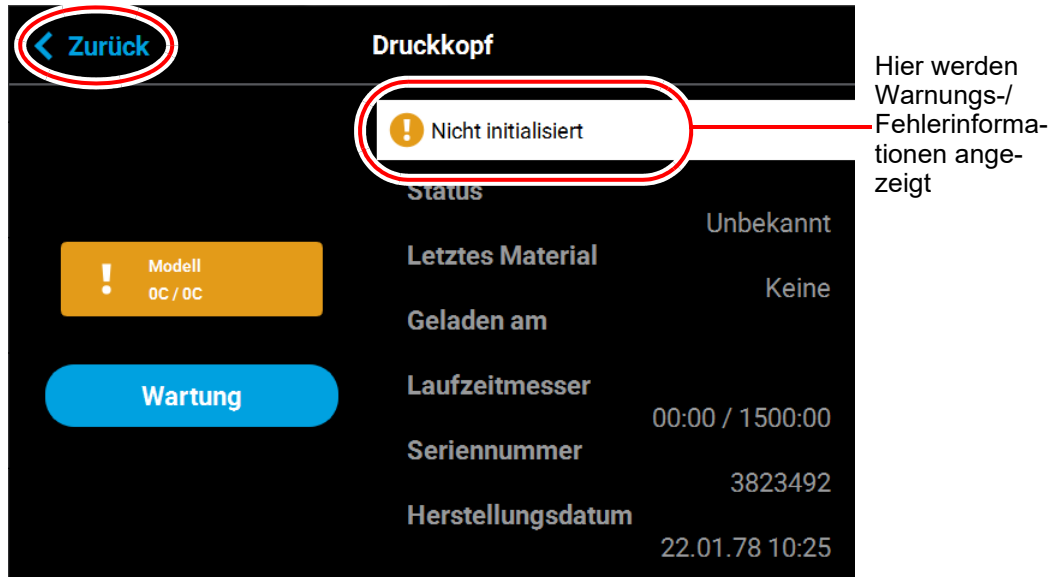 Zurück
Druckkopf
Hier werden
Warnungs-/
Fehlerinforma-
tionen ange-
zeigt
! Nicht initialisiert
Status
Unbekannt
Letztes Material
Keine
Geladen am
Laufzeitmesser
00:00 / 1500:00
Seriennummer
3823492
Herstellungsdatum
22.01.78 10:25
! Modell
0C / 0C
Wartung